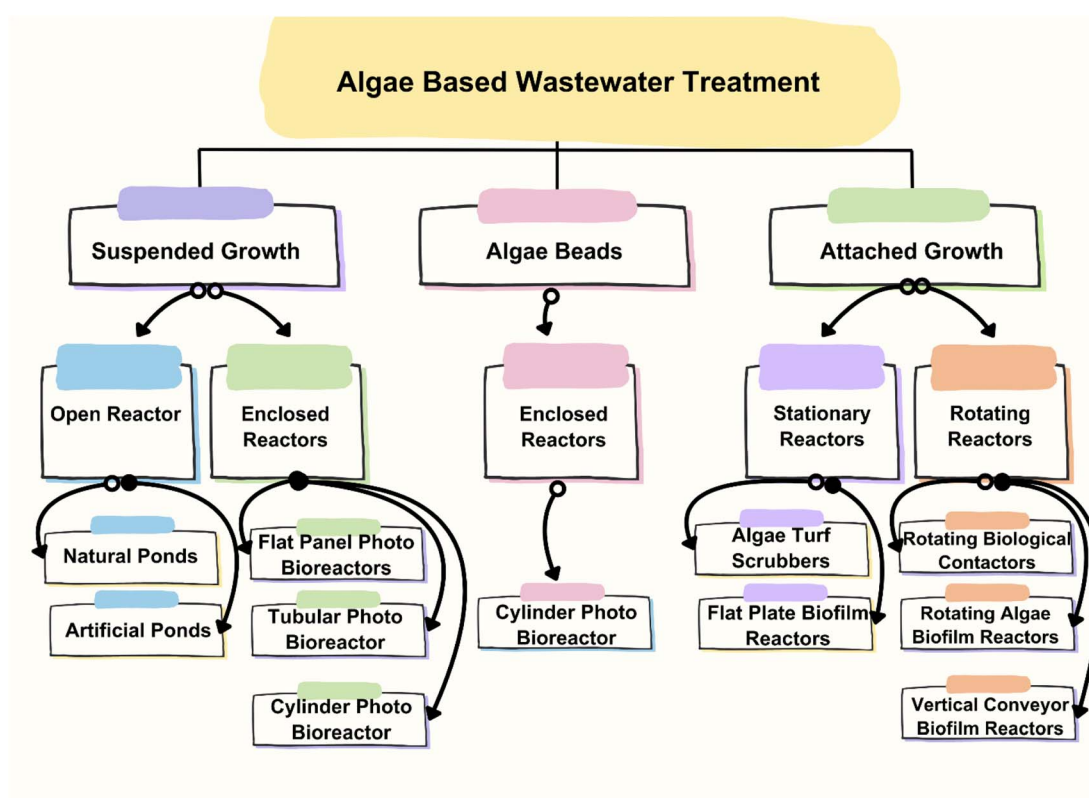 Algae Based Wastewater Treatment
Suspended Growth
Algae Beads
Attached Growth
Open Reactor
Enclosed
Reactors
Enclosed
Reactors
Stationary
Reactors
Rotating
Reactors
Natural Ponds
Artificial Ponds
Flat Panel Photo
Bioreactors
Tubular Photo
Bioreactor
Cylinder Photo
Bioreactor
Cylinder Photo
Bioreactor
Algae Turf
Scrubbers
Flat Plate Biofilm
Reactors
Rotating Biological
Contactors
Rotating Algae
Biofilm Reactors
Vertical Conveyor
Biofilm Reactors